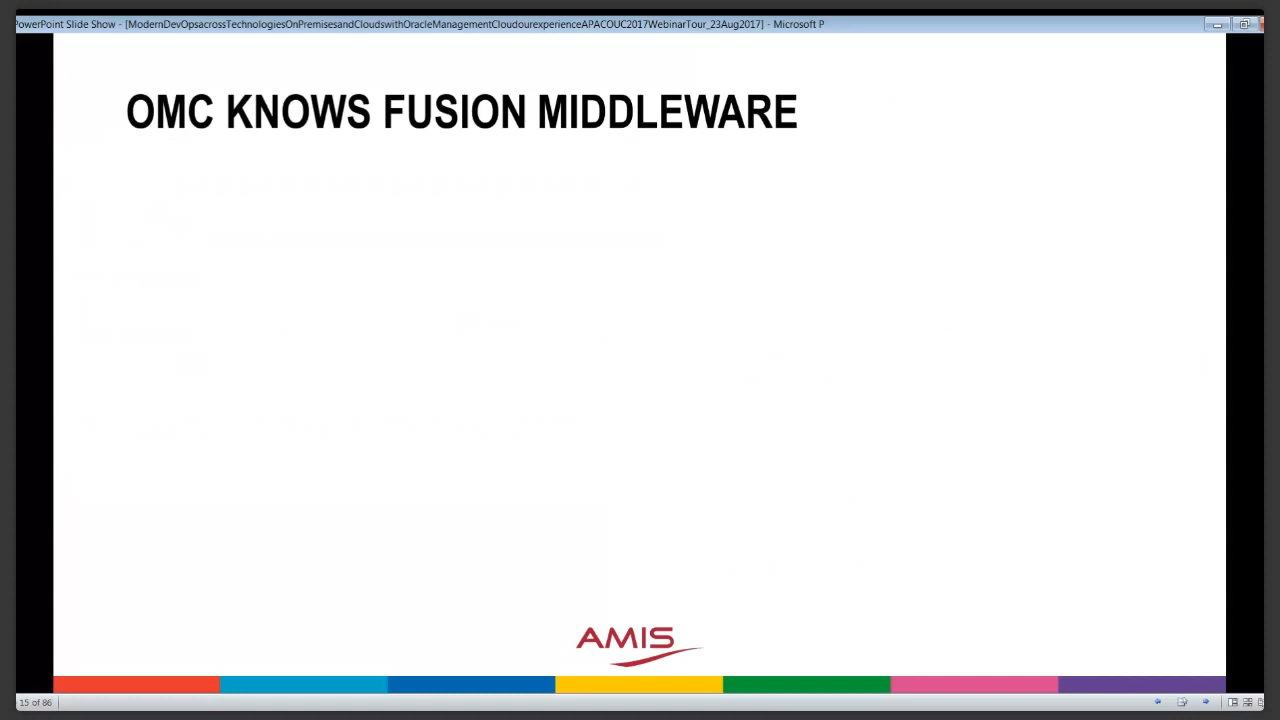 PowerPoint Slide Show - [ModernDevOpsacrossTechnologiesOnPremisesandCloudswithOracleManagementCloudourexperienceAPACOUC2017WebinarTour_23Aug2017] - Microsoft P
OMC KNOWS FUSION MIDDLEWARE
AMIS
15 of 86